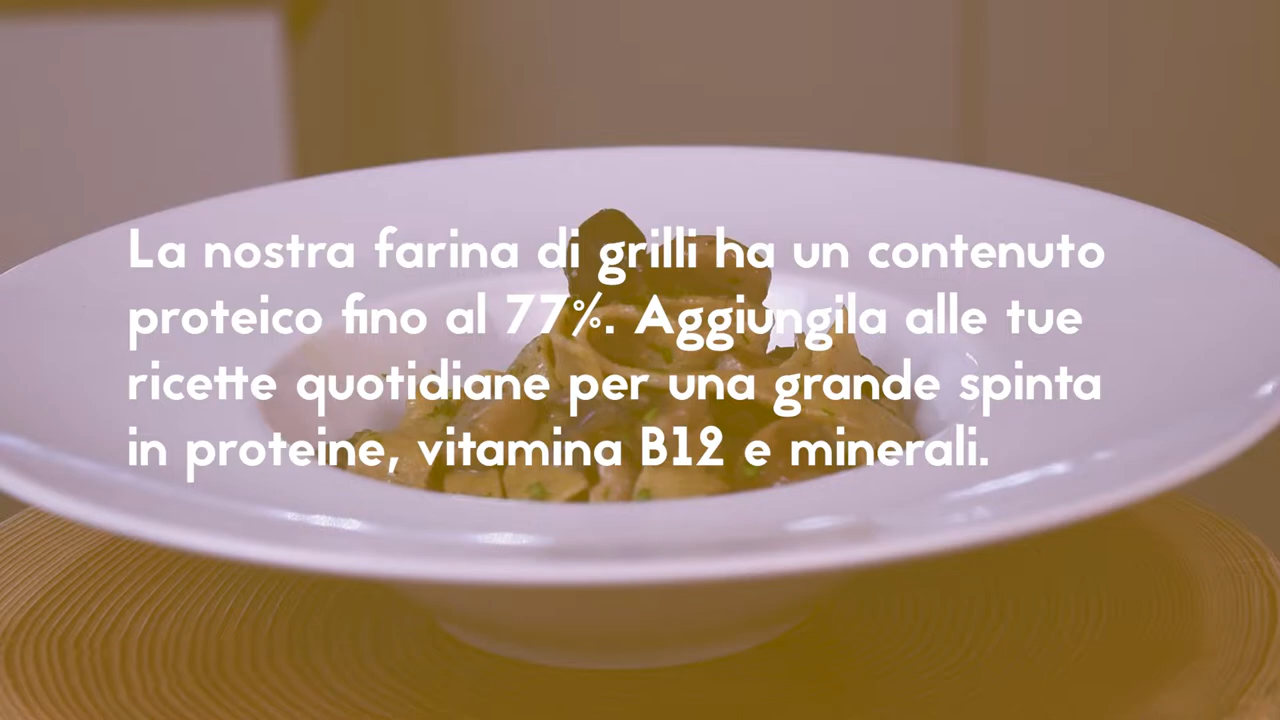 La nostra farina di grilli ha un contenuto
proteico fino al 77%. Aggiungila alle tue
ricette quotidiane per una grande spinta
in proteine, vitamina B12 e minerali.